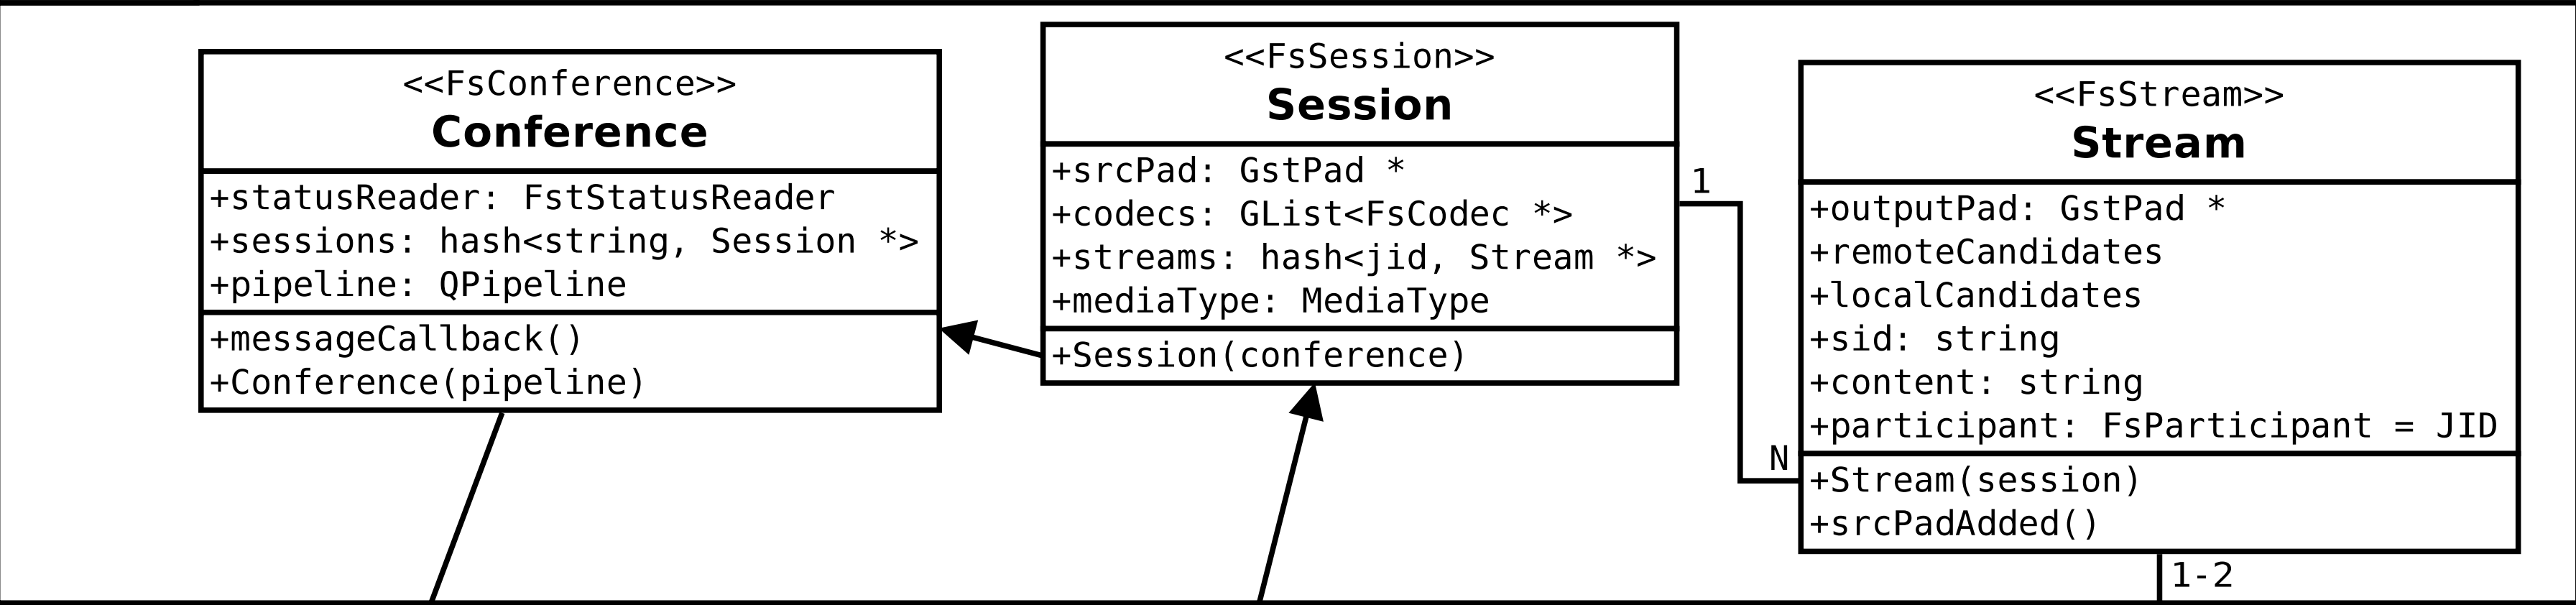 <<FsConference>>
Conference
+statusReader: FstStatusReader
+sessions: hash<string, Session *>
+pipeline: QPipeline
+messageCallback()
+Conference(pipeline)
<<FsSession>>
Session
+srcPad: GstPad *
+codecs: GList<FsCodec *>
+streams: hash<jid, Stream *>
+mediaType: MediaType
+Session(conference)
1
N
<<FsStream>>
Stream
+outputPad: GstPad *
+remoteCandidates
+localCandidates
+sid: string
+content: string
+participant: FsParticipant = JID
+Stream(session)
+srcPadAdded()
1-2